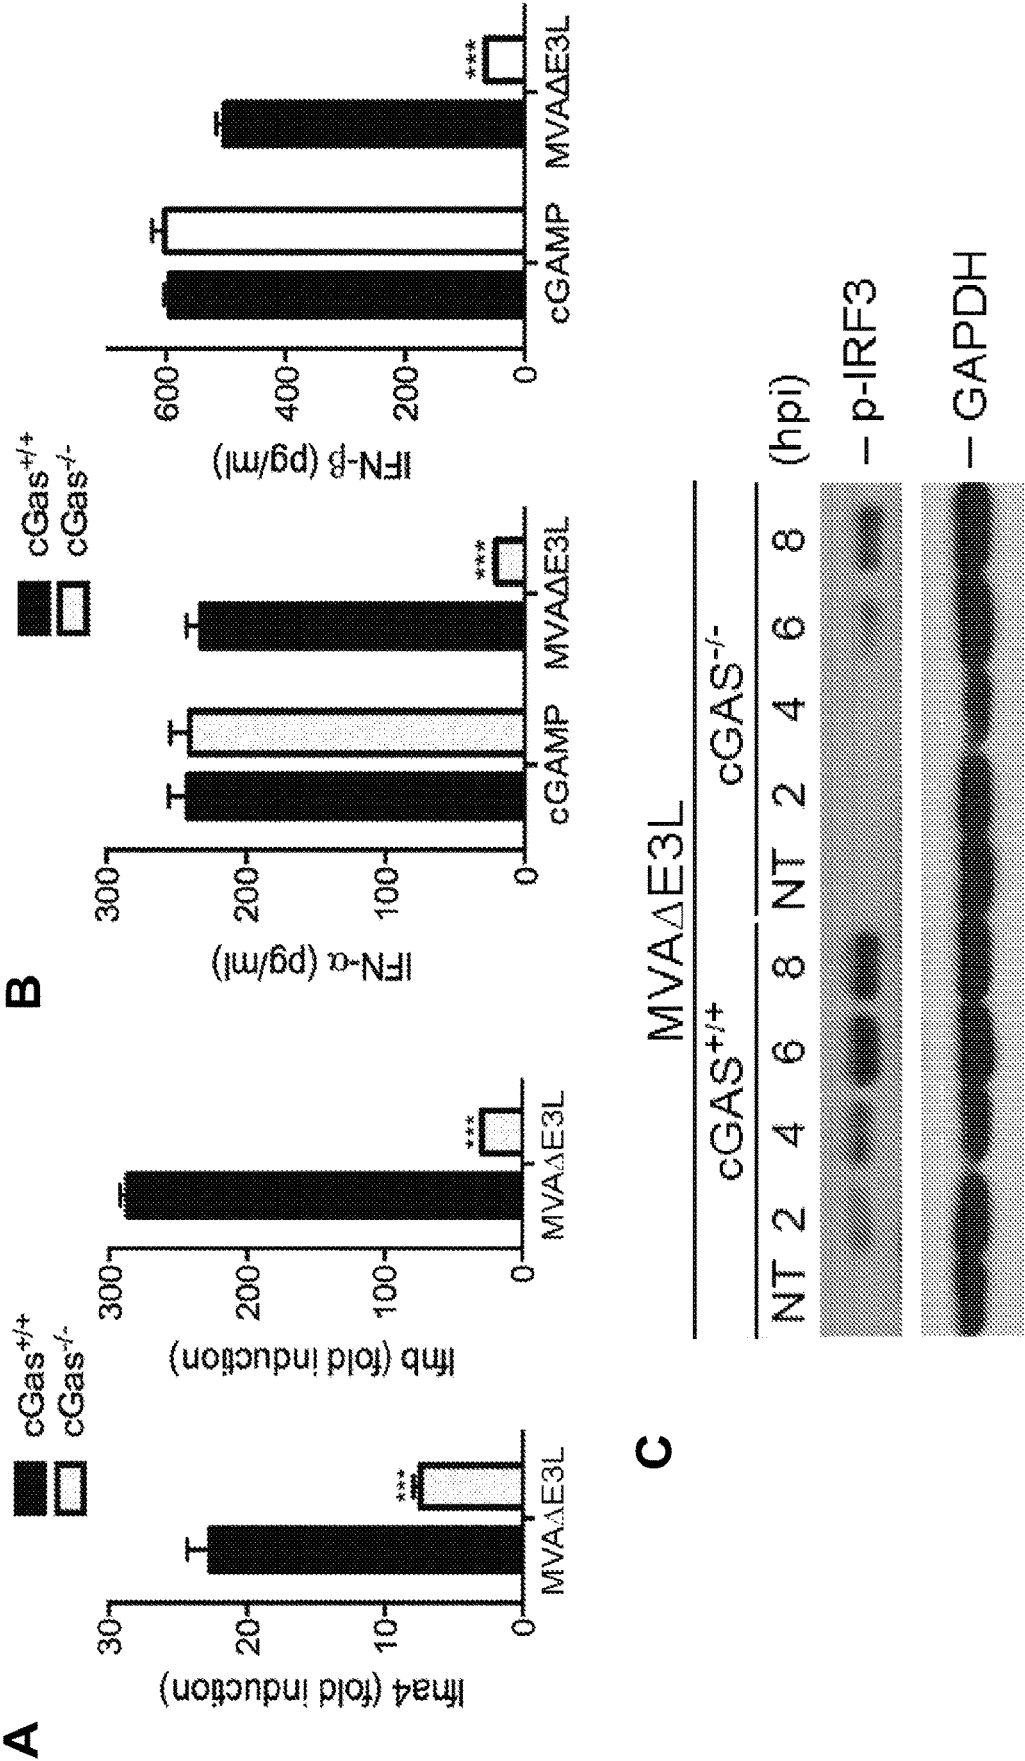 A
cGas+/+
cGas-/-
Ifna4 (fold induction)
30
20
10
0
MVAΔE3L
***
Ifnb (fold induction)
300
200
100
0
MVAΔE3L
***
B
cGas+/+
cGas-/-
IFN-α (pg/ml)
300
200
100
0
cGAMP MVAΔE3L
***
IFN-β (pg/ml)
600
400
200
0
cGAMP MVAΔE3L
***
C
MVAΔE3L
cGAS+/+ cGAS-/-
NT 2 4 6 8 NT 2 4 6 8 (hpi)
– p-IRF3
– GAPDH